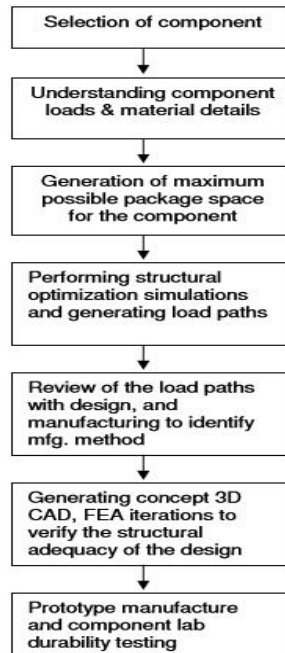 Selection of component
Understanding component
loads & material details
Generation of maximum
possible package space
for the component
Performing structural
optimization simulations
and generating load paths
Review of the load paths
with design, and
manufacturing to identify
mfg. method
Generating concept 3D
CAD, FEA iterations to
verify the structural
adequacy of the design
Prototype manufacture
and component lab
durability testing